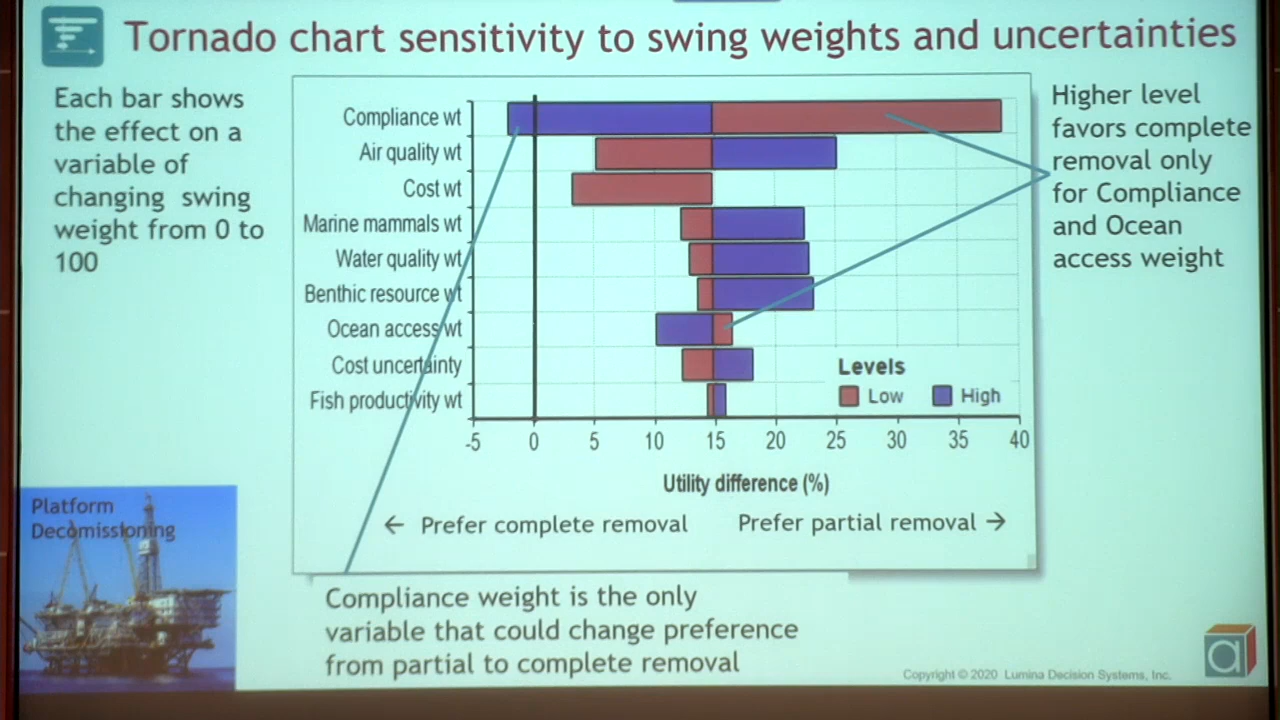 Tornado chart sensitivity to swing weights and uncertainties
Each bar shows
the effect on a
variable of
changing swing
weight from 0 to
100
Compliance wt
Air quality wt
Cost wt
Marine mammals wt
Water quality wt
Benthic resource wt
Ocean access wt
Cost uncertainty
Fish productivity wt
Levels
Low High
-5 0 5 10 15 20 25 30 35 40
Utility difference (%)
← Prefer complete removal Prefer partial removal →
Higher level
favors complete
removal only
for Compliance
and Ocean
access weight
Platform
Decomissioning
Compliance weight is the only
variable that could change preference
from partial to complete removal
Copyright © 2020 Lumina Decision Systems, Inc.
a